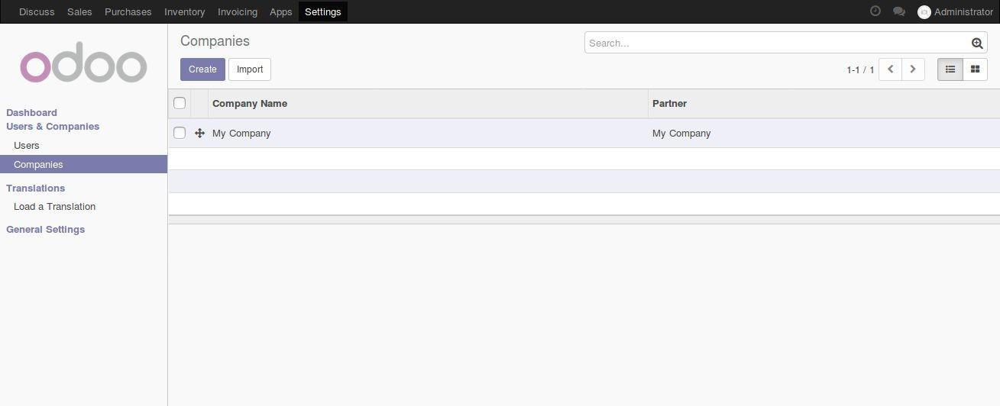 Discuss Sales Purchases Inventory Invoicing Apps Settings Administrator
odoo
Dashboard
Users & Companies
Users
Companies
Translations
Load a Translation
General Settings
Companies
Search...
Create Import
1-1 / 1
Company Name Partner
My Company My Company